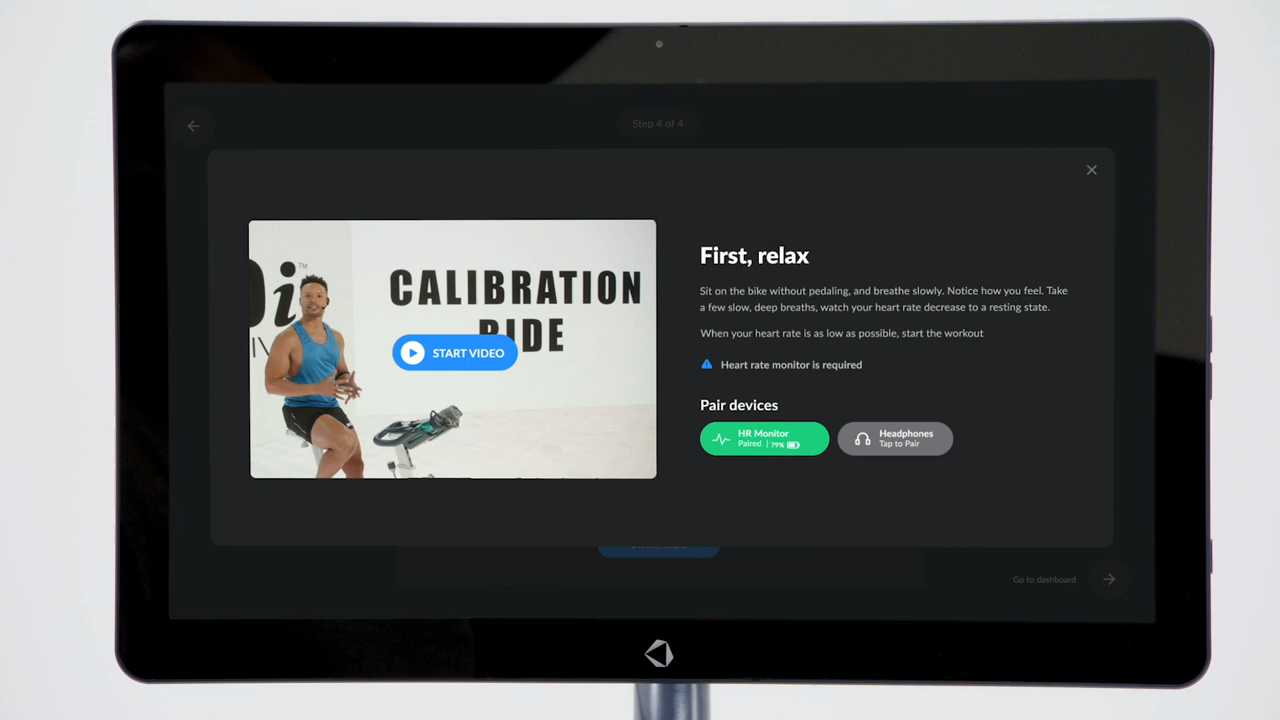 Step 4 of 4
First, relax
Sit on the bike without pedaling, and breathe slowly. Notice how you feel. Take
a few slow, deep breaths, watch your heart rate decrease to a resting state.
When your heart rate is as low as possible, start the workout
Heart rate monitor is required
Pair devices
HR Monitor
Paired | 79%
Headphones
Tap to Pair
i™
CALIBRATION
RIDE
START VIDEO
Go to dashboard